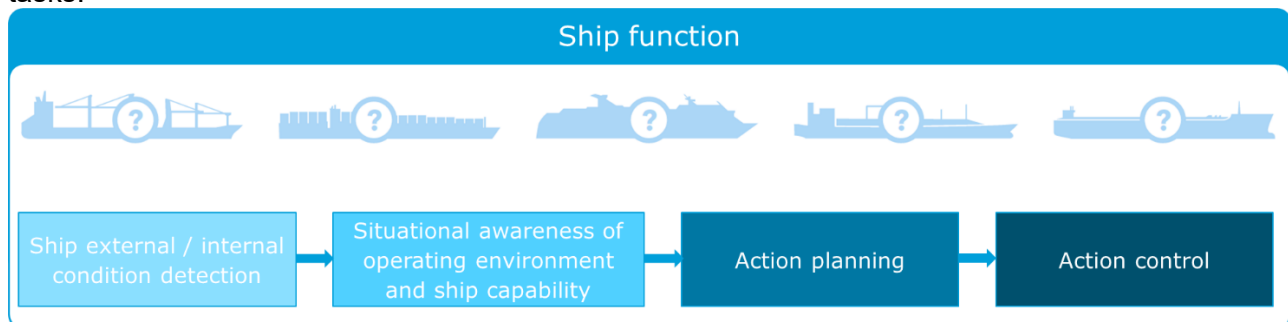 tasks.
Ship function
? ? ? ? ?
Ship external / internal
condition detection
Situational awareness of
operating environment
and ship capability
Action planning
Action control